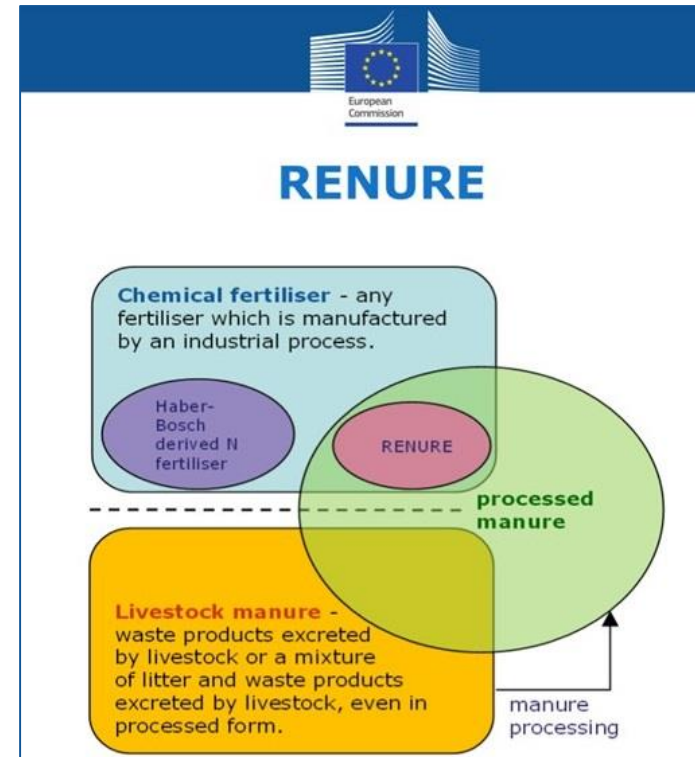 European
Commission
RENURE
Chemical fertiliser - any
fertiliser which is manufactured
by an industrial process.
Haber-
Bosch
derived N
fertiliser
RENURE
processed
manure
Livestock manure -
waste products excreted
by livestock or a mixture
of litter and waste products
excreted by livestock, even in
processed form.
manure
processing